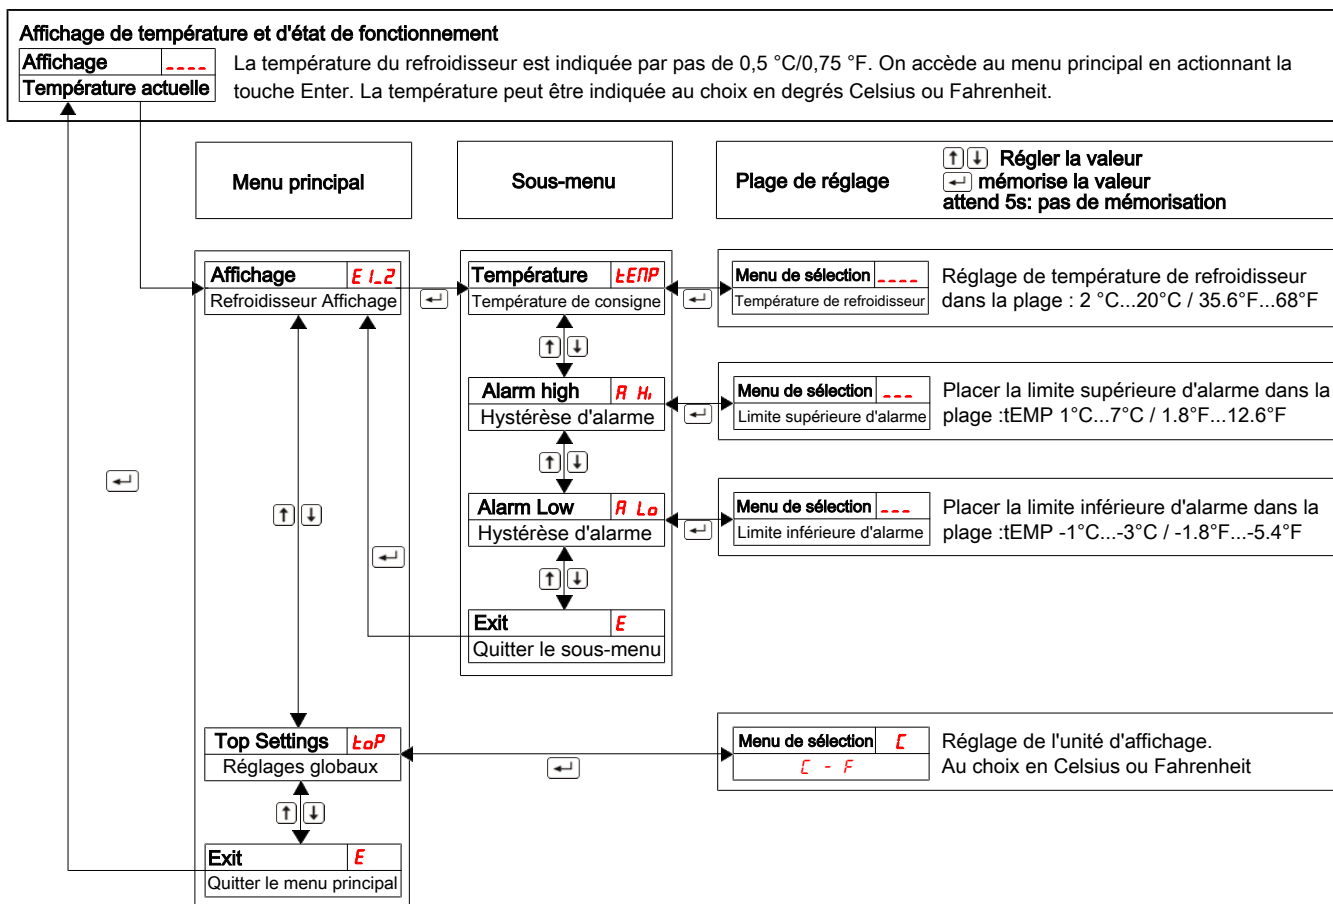 Affichage de température et d'état de fonctionnement
Affichage ----
Température actuelle
La température du refroidisseur est indiquée par pas de 0,5 °C/0,75 °F. On accède au menu principal en actionnant la
touche Enter. La température peut être indiquée au choix en degrés Celsius ou Fahrenheit.
Menu principal
Sous-menu
Plage de réglage
↑ ↓ Régler la valeur
↵ mémorise la valeur
attend 5s: pas de mémorisation
Affichage E1_2
Refroidisseur Affichage
↵
Température tEMP
Température de consigne
↵
Menu de sélection ----
Température de refroidisseur
Réglage de température de refroidisseur
dans la plage : 2 °C...20°C / 35.6°F...68°F
↑ ↓
Alarm high A Hi
Hystérèse d'alarme
↵
Menu de sélection ---
Limite supérieure d'alarme
Placer la limite supérieure d'alarme dans la
plage :tEMP 1°C...7°C / 1.8°F...12.6°F
↑ ↓
↵
↑ ↓
Alarm Low A Lo
Hystérèse d'alarme
↵
Menu de sélection ---
Limite inférieure d'alarme
Placer la limite inférieure d'alarme dans la
plage :tEMP -1°C...-3°C / -1.8°F...-5.4°F
↵
↑ ↓
Exit E
Quitter le sous-menu
Top Settings toP
Réglages globaux
↵
Menu de sélection C
C - F
Réglage de l'unité d'affichage.
Au choix en Celsius ou Fahrenheit
↑ ↓
Exit E
Quitter le menu principal